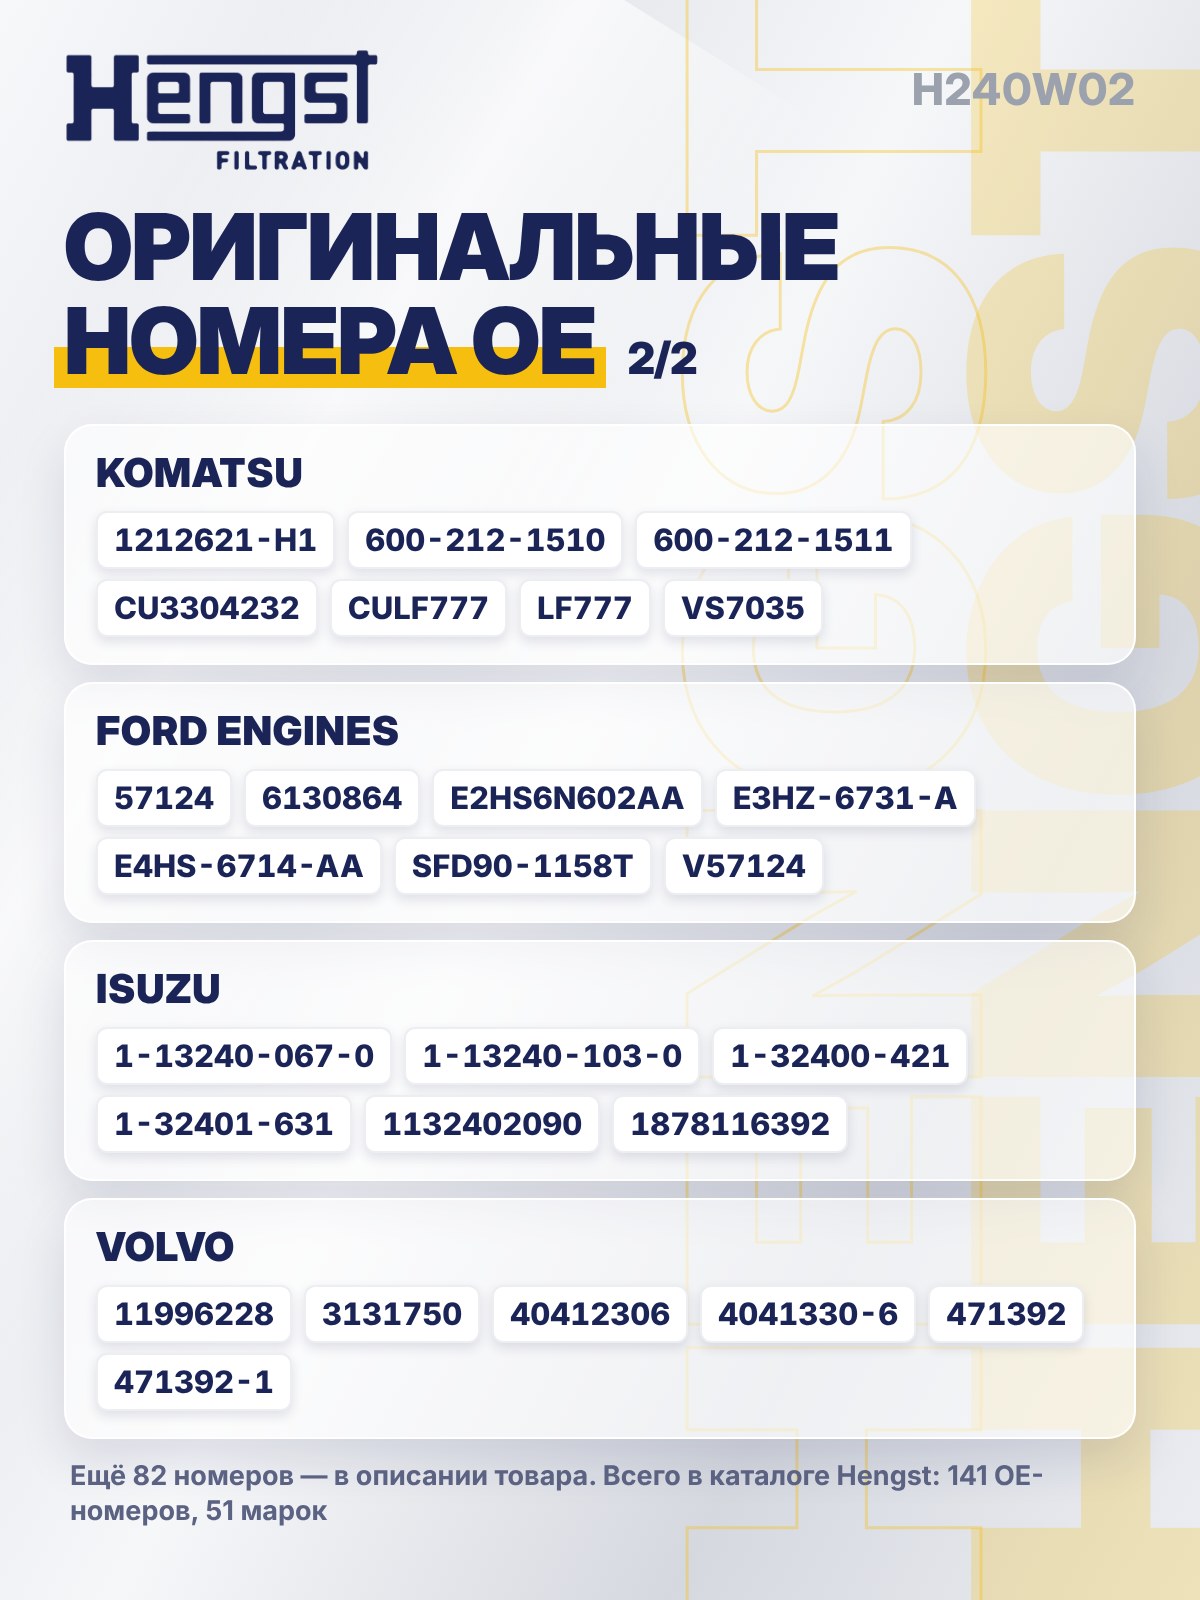 Hengst
FILTRATION
H240W02
ОРИГИНАЛЬНЫЕ
НОМЕРА OE 2/2
KOMATSU
1212621-H1 600-212-1510 600-212-1511
CU3304232 CULF777 LF777 VS7035
FORD ENGINES
57124 6130864 E2HS6N602AA E3HZ-6731-A
E4HS-6714-AA SFD90-1158T V57124
ISUZU
1-13240-067-0 1-13240-103-0 1-32400-421
1-32401-631 1132402090 1878116392
VOLVO
11996228 3131750 40412306 4041330-6 471392
471392-1
Ещё 82 номеров — в описании товара. Всего в каталоге Hengst: 141 OE-
номеров, 51 марок
HENGST